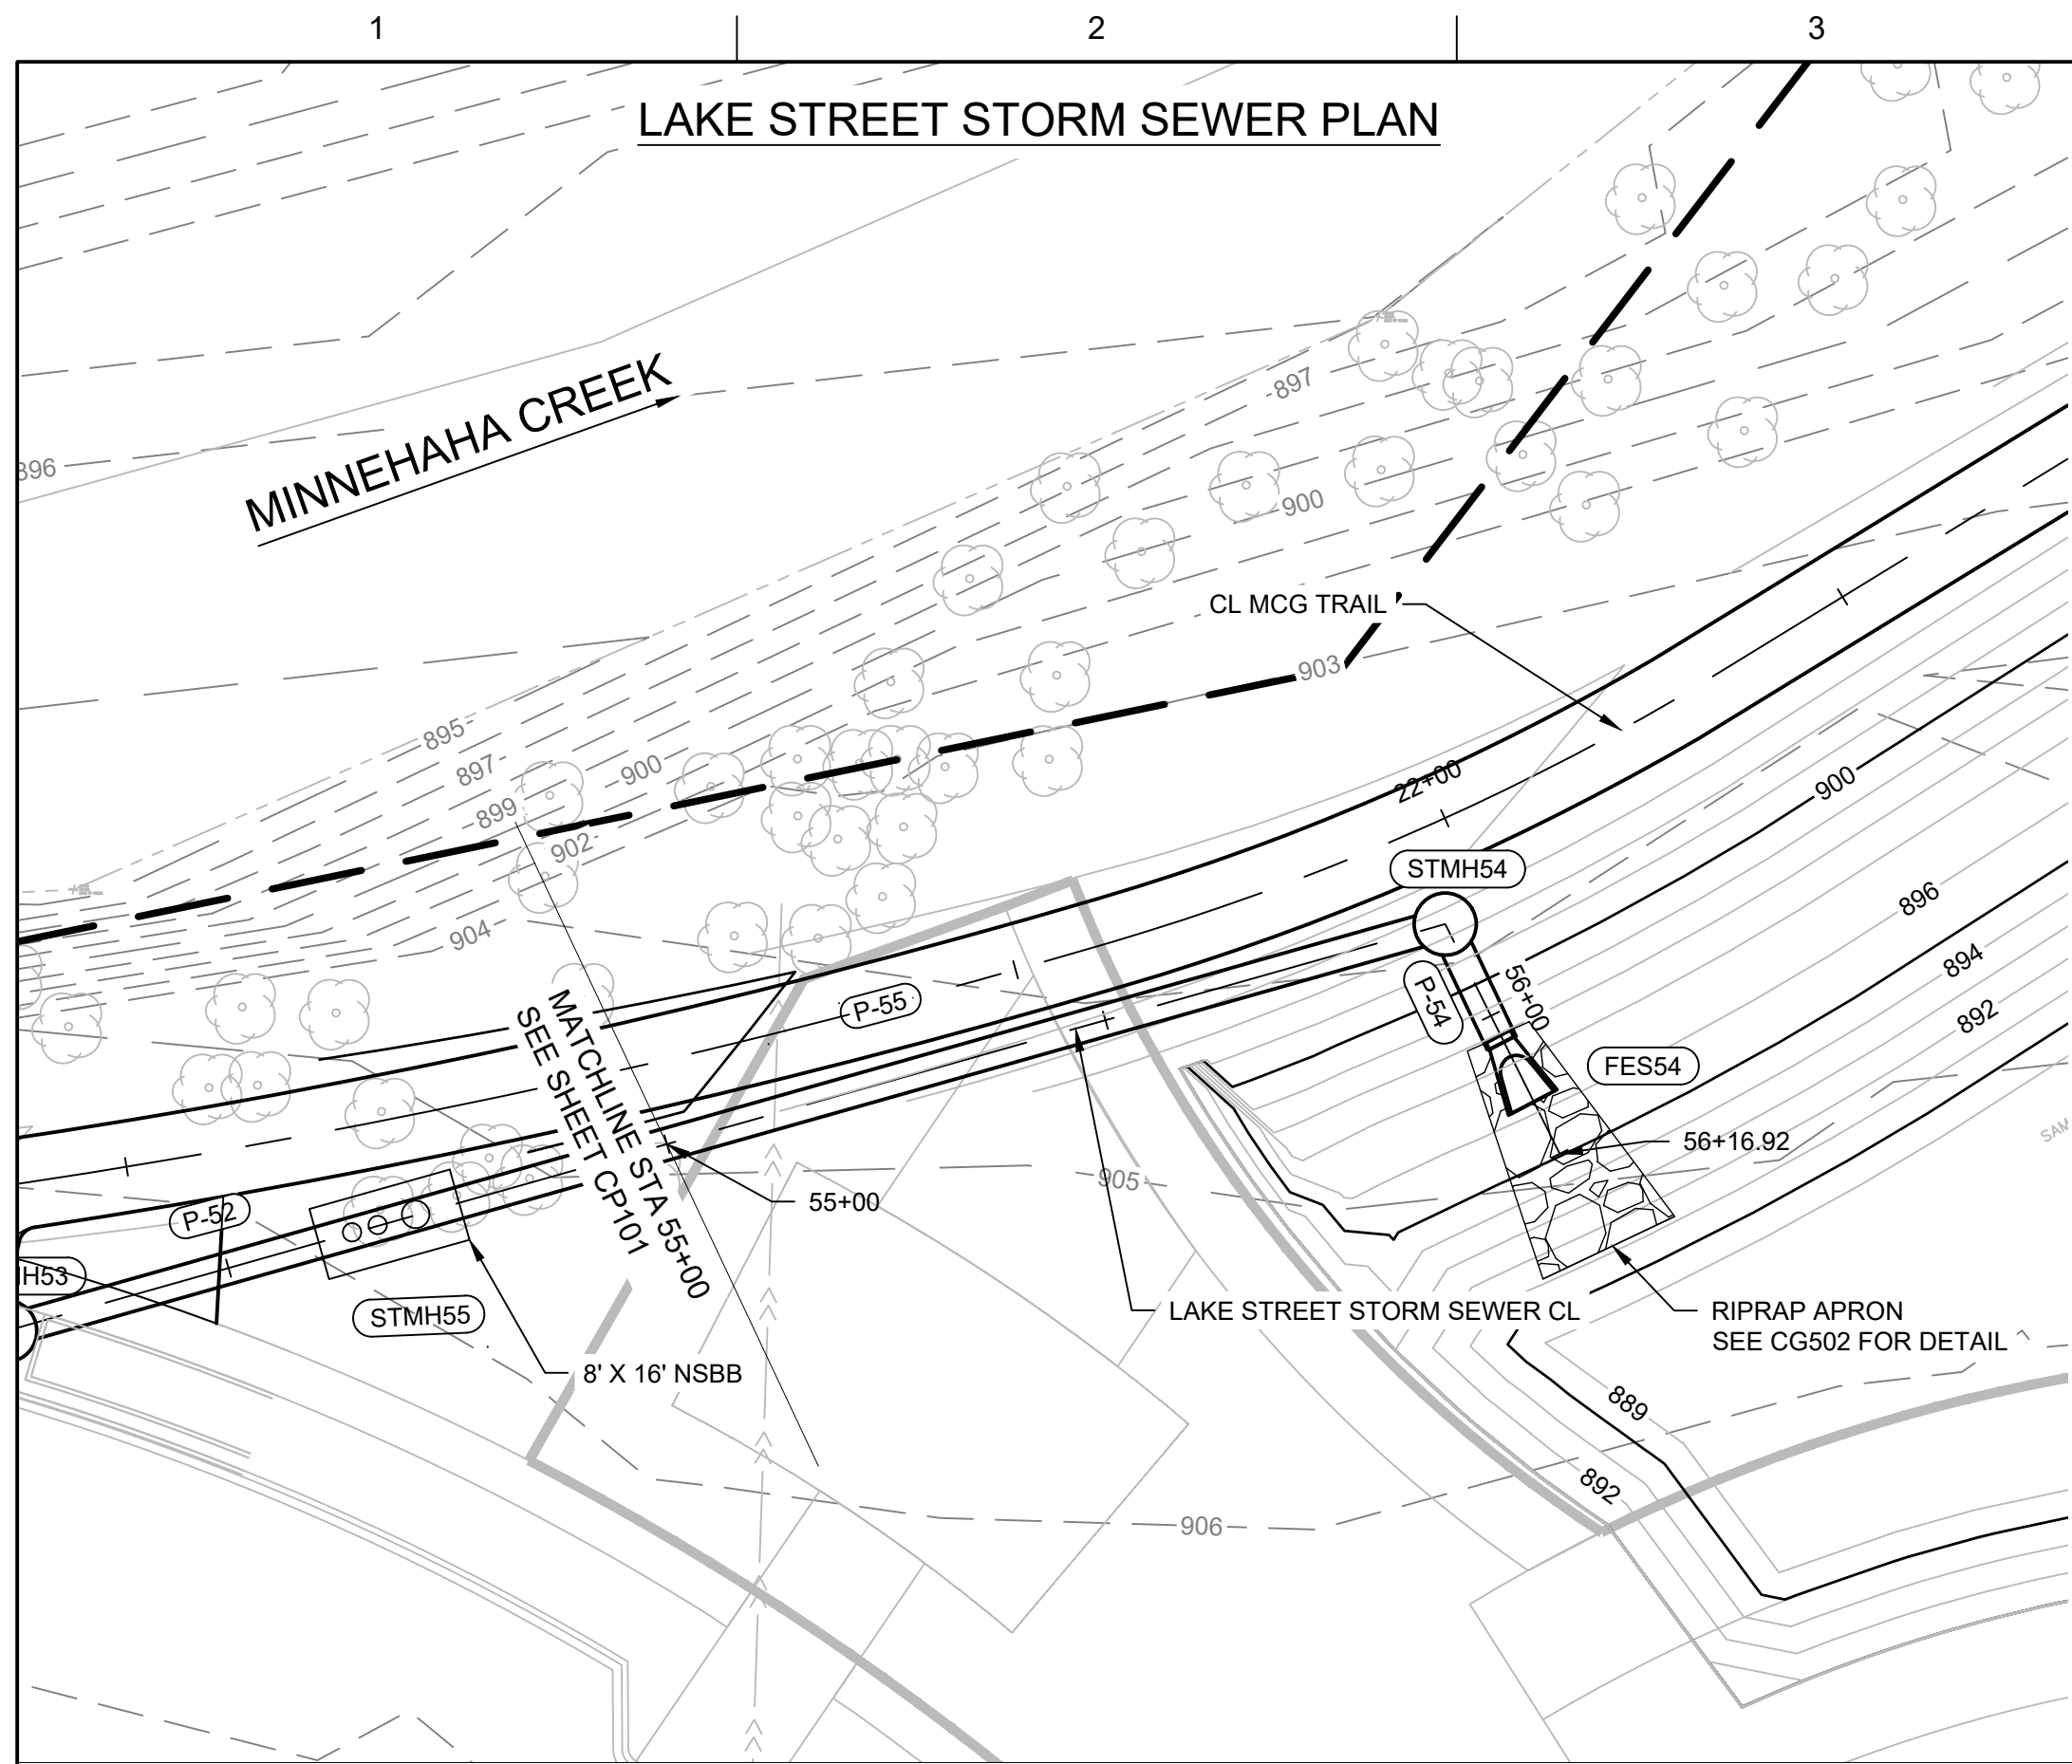 1
2
3
LAKE STREET STORM SEWER PLAN
MINNEHAHA CREEK
896
897
900
CL MCG TRAIL
903
895
897
899
900
902
904
22+00
900
STMH54
896
894
892
P-55
P-54
56+00
FES54
MATCHLINE STA 55+00
SEE SHEET CP101
56+16.92
905
55+00
P-52
H53
STMH55
8' X 16' NSBB
LAKE STREET STORM SEWER CL
RIPRAP APRON
SEE CG502 FOR DETAIL
889
892
906